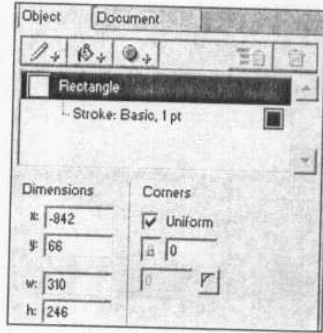 Object Document
Rectangle
Stroke: Basic, 1 pt
Dimensions Corners
x: -842
Uniform
y: 66
0
w: 310
0
h: 246